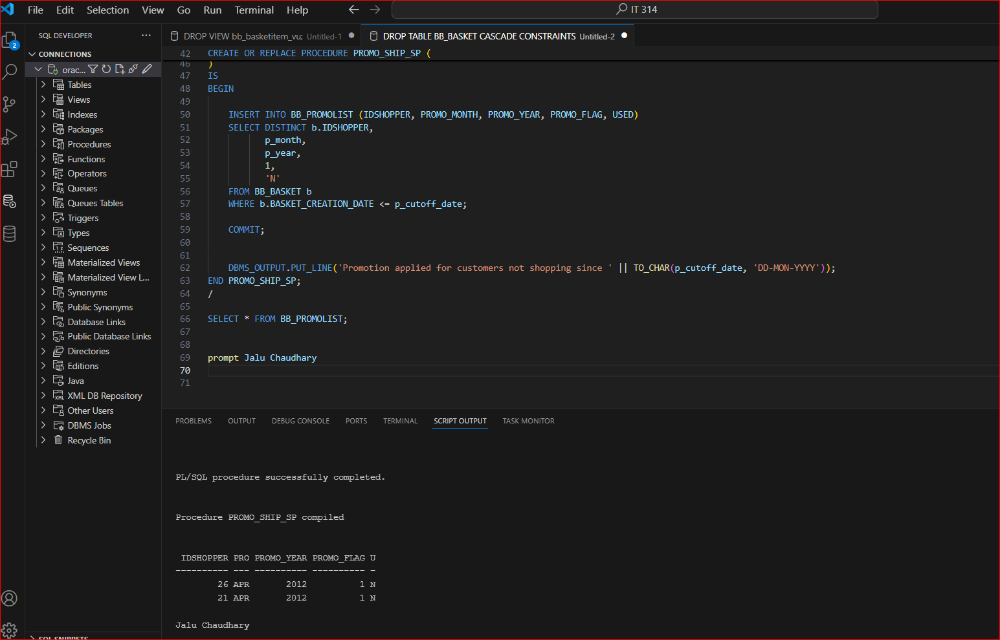 File Edit Selection View Go Run Terminal Help
IT 314
SQL DEVELOPER
DROP VIEW bb_basketitem_vu; Untitled-1
DROP TABLE BB_BASKET CASCADE CONSTRAINTS Untitled-2
2
CONNECTIONS
orac...
Tables
Views
Indexes
Packages
Procedures
Functions
Operators
Queues
Queues Tables
Triggers
Types
Sequences
Materialized Views
Materialized View L...
Synonyms
Public Synonyms
Database Links
Public Database Links
Directories
Editions
Java
XML DB Repository
Other Users
DBMS Jobs
Recycle Bin
SQL SNIPPETS
42 CREATE OR REPLACE PROCEDURE PROMO_SHIP_SP (
46 )
47 IS
48 BEGIN
49
50 INSERT INTO BB_PROMOLIST (IDSHOPPER, PROMO_MONTH, PROMO_YEAR, PROMO_FLAG, USED)
51 SELECT DISTINCT b.IDSHOPPER,
52 p_month,
53 p_year,
54 1,
55 'N'
56 FROM BB_BASKET b
57 WHERE b.BASKET_CREATION_DATE <= p_cutoff_date;
58
59 COMMIT;
60
61
62 DBMS_OUTPUT.PUT_LINE('Promotion applied for customers not shopping since ' || TO_CHAR(p_cutoff_date, 'DD-MON-YYYY'));
63 END PROMO_SHIP_SP;
64 /
65
66 SELECT * FROM BB_PROMOLIST;
67
68
69 prompt Jalu Chaudhary
70
71
PROBLEMS OUTPUT DEBUG CONSOLE PORTS TERMINAL SCRIPT OUTPUT TASK MONITOR
PL/SQL procedure successfully completed.
Procedure PROMO_SHIP_SP compiled
IDSHOPPER PRO PROMO_YEAR PROMO_FLAG U
---------- --- ---------- ---------- -
26 APR 2012 1 N
21 APR 2012 1 N
Jalu Chaudhary